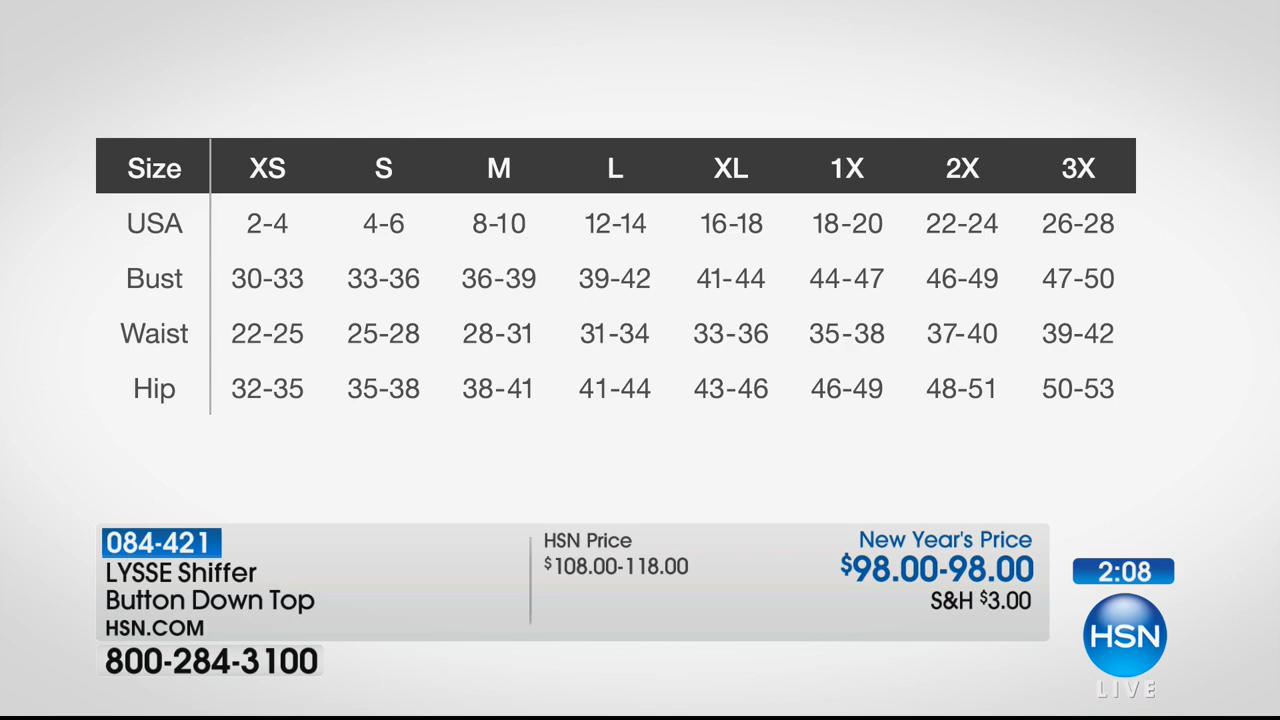 Size XS S M L XL 1X 2X 3X
USA 2-4 4-6 8-10 12-14 16-18 18-20 22-24 26-28
Bust 30-33 33-36 36-39 39-42 41-44 44-47 46-49 47-50
Waist 22-25 25-28 28-31 31-34 33-36 35-38 37-40 39-42
Hip 32-35 35-38 38-41 41-44 43-46 46-49 48-51 50-53
084-421
LYSSE Shiffer
Button Down Top
HSN.COM
800-284-3100
HSN Price
$108.00-118.00
New Year's Price
$98.00-98.00
S&H $3.00
2:08
HSN
LIVE